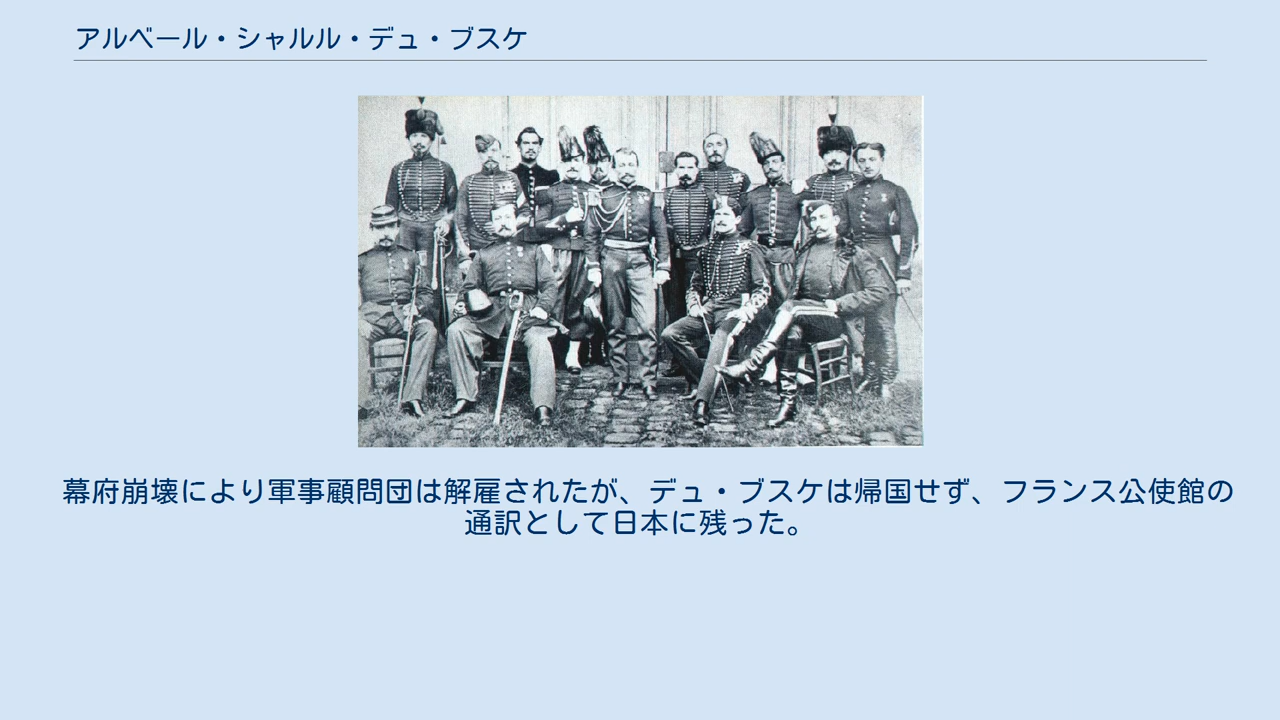 アルベール・シャルル・デュ・ブスケ
幕府崩壊により軍事顧問団は解雇されたが、デュ・ブスケは帰国せず、フランス公使館の
通訳として日本に残った。